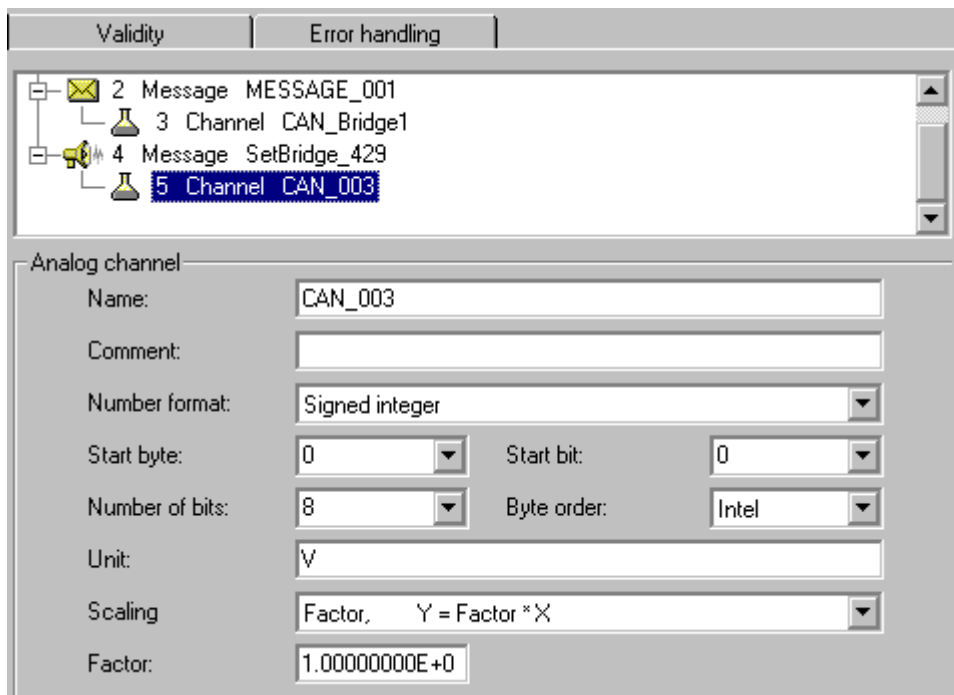 Validity Error handling
2 Message MESSAGE_001
3 Channel CAN_Bridge1
4 Message SetBridge_429
5 Channel CAN_003
Analog channel
Name: CAN_003
Comment:
Number format: Signed integer
Start byte: 0 Start bit: 0
Number of bits: 8 Byte order: Intel
Unit: V
Scaling Factor, Y = Factor * X
Factor: 1.00000000E+0